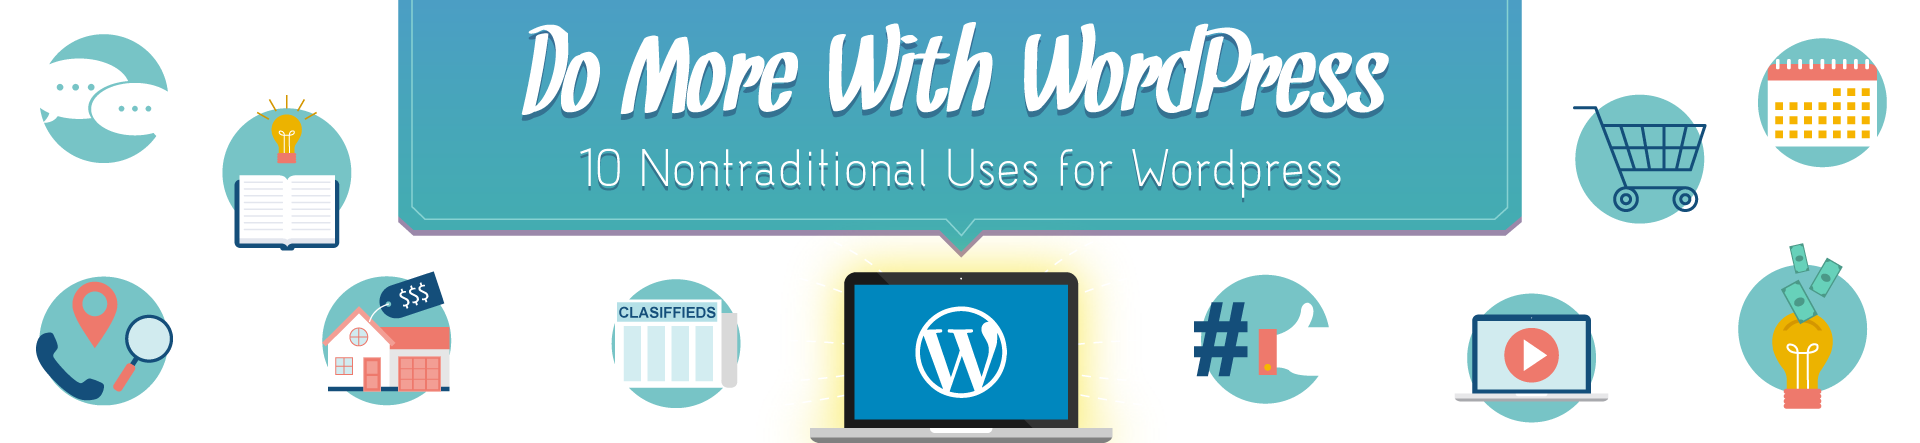 Do More With WordPress
10 Nontraditional Uses for Wordpress
$$$
CLASIFFIEDS
#
W